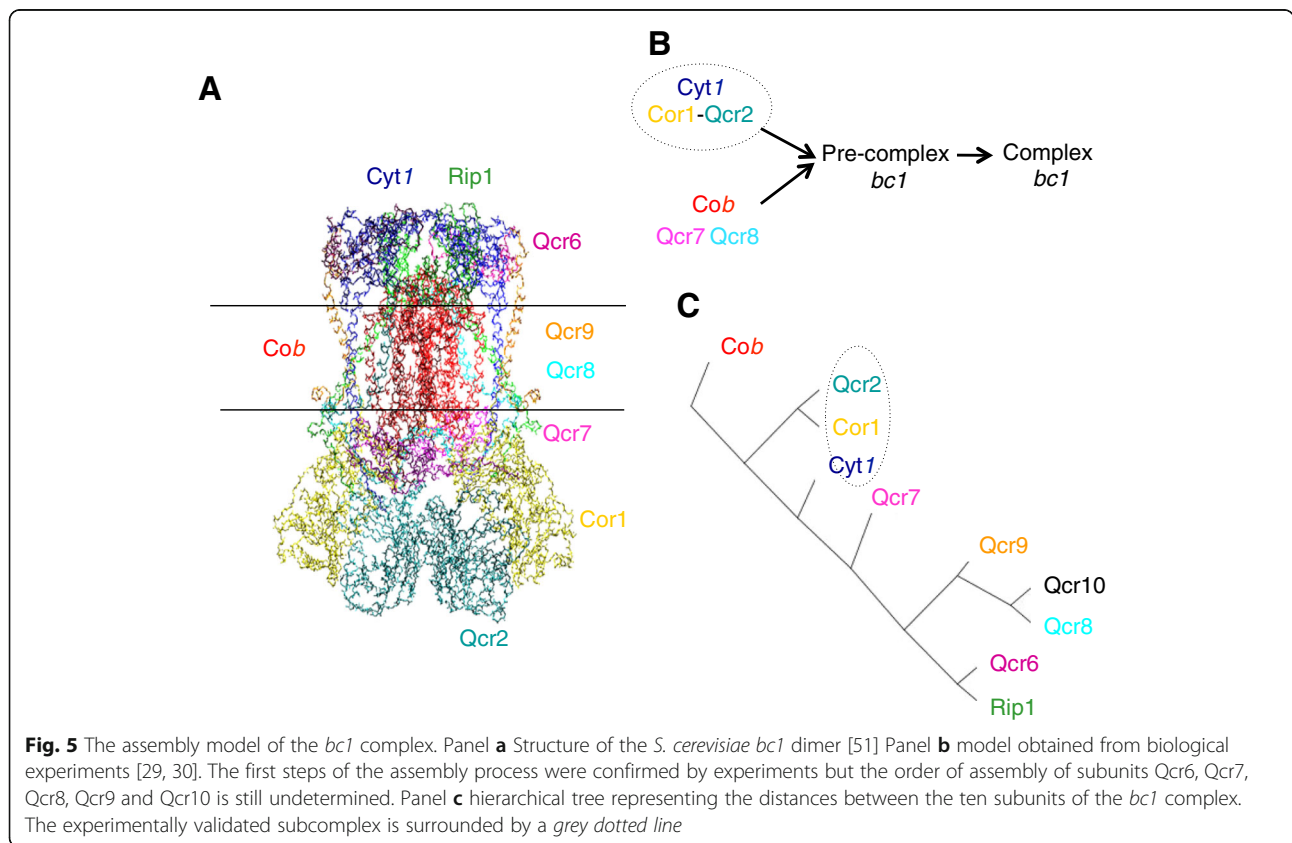 A
Cyt1 Rip1
Qcr6
Cob
Qcr9
Qcr8
Qcr7
Cor1
Qcr2
B
Cyt1
Cor1-Qcr2
Pre-complex
bc1
Complex
bc1
Cob
Qcr7 Qcr8
C
Cob
Qcr2
Cor1
Cyt1
Qcr7
Qcr9
Qcr10
Qcr8
Qcr6
Rip1
Fig. 5 The assembly model of the bc1 complex. Panel a Structure of the S. cerevisiae bc1 dimer [51] Panel b model obtained from biological
experiments [29, 30]. The first steps of the assembly process were confirmed by experiments but the order of assembly of subunits Qcr6, Qcr7,
Qcr8, Qcr9 and Qcr10 is still undetermined. Panel c hierarchical tree representing the distances between the ten subunits of the bc1 complex.
The experimentally validated subcomplex is surrounded by a grey dotted line